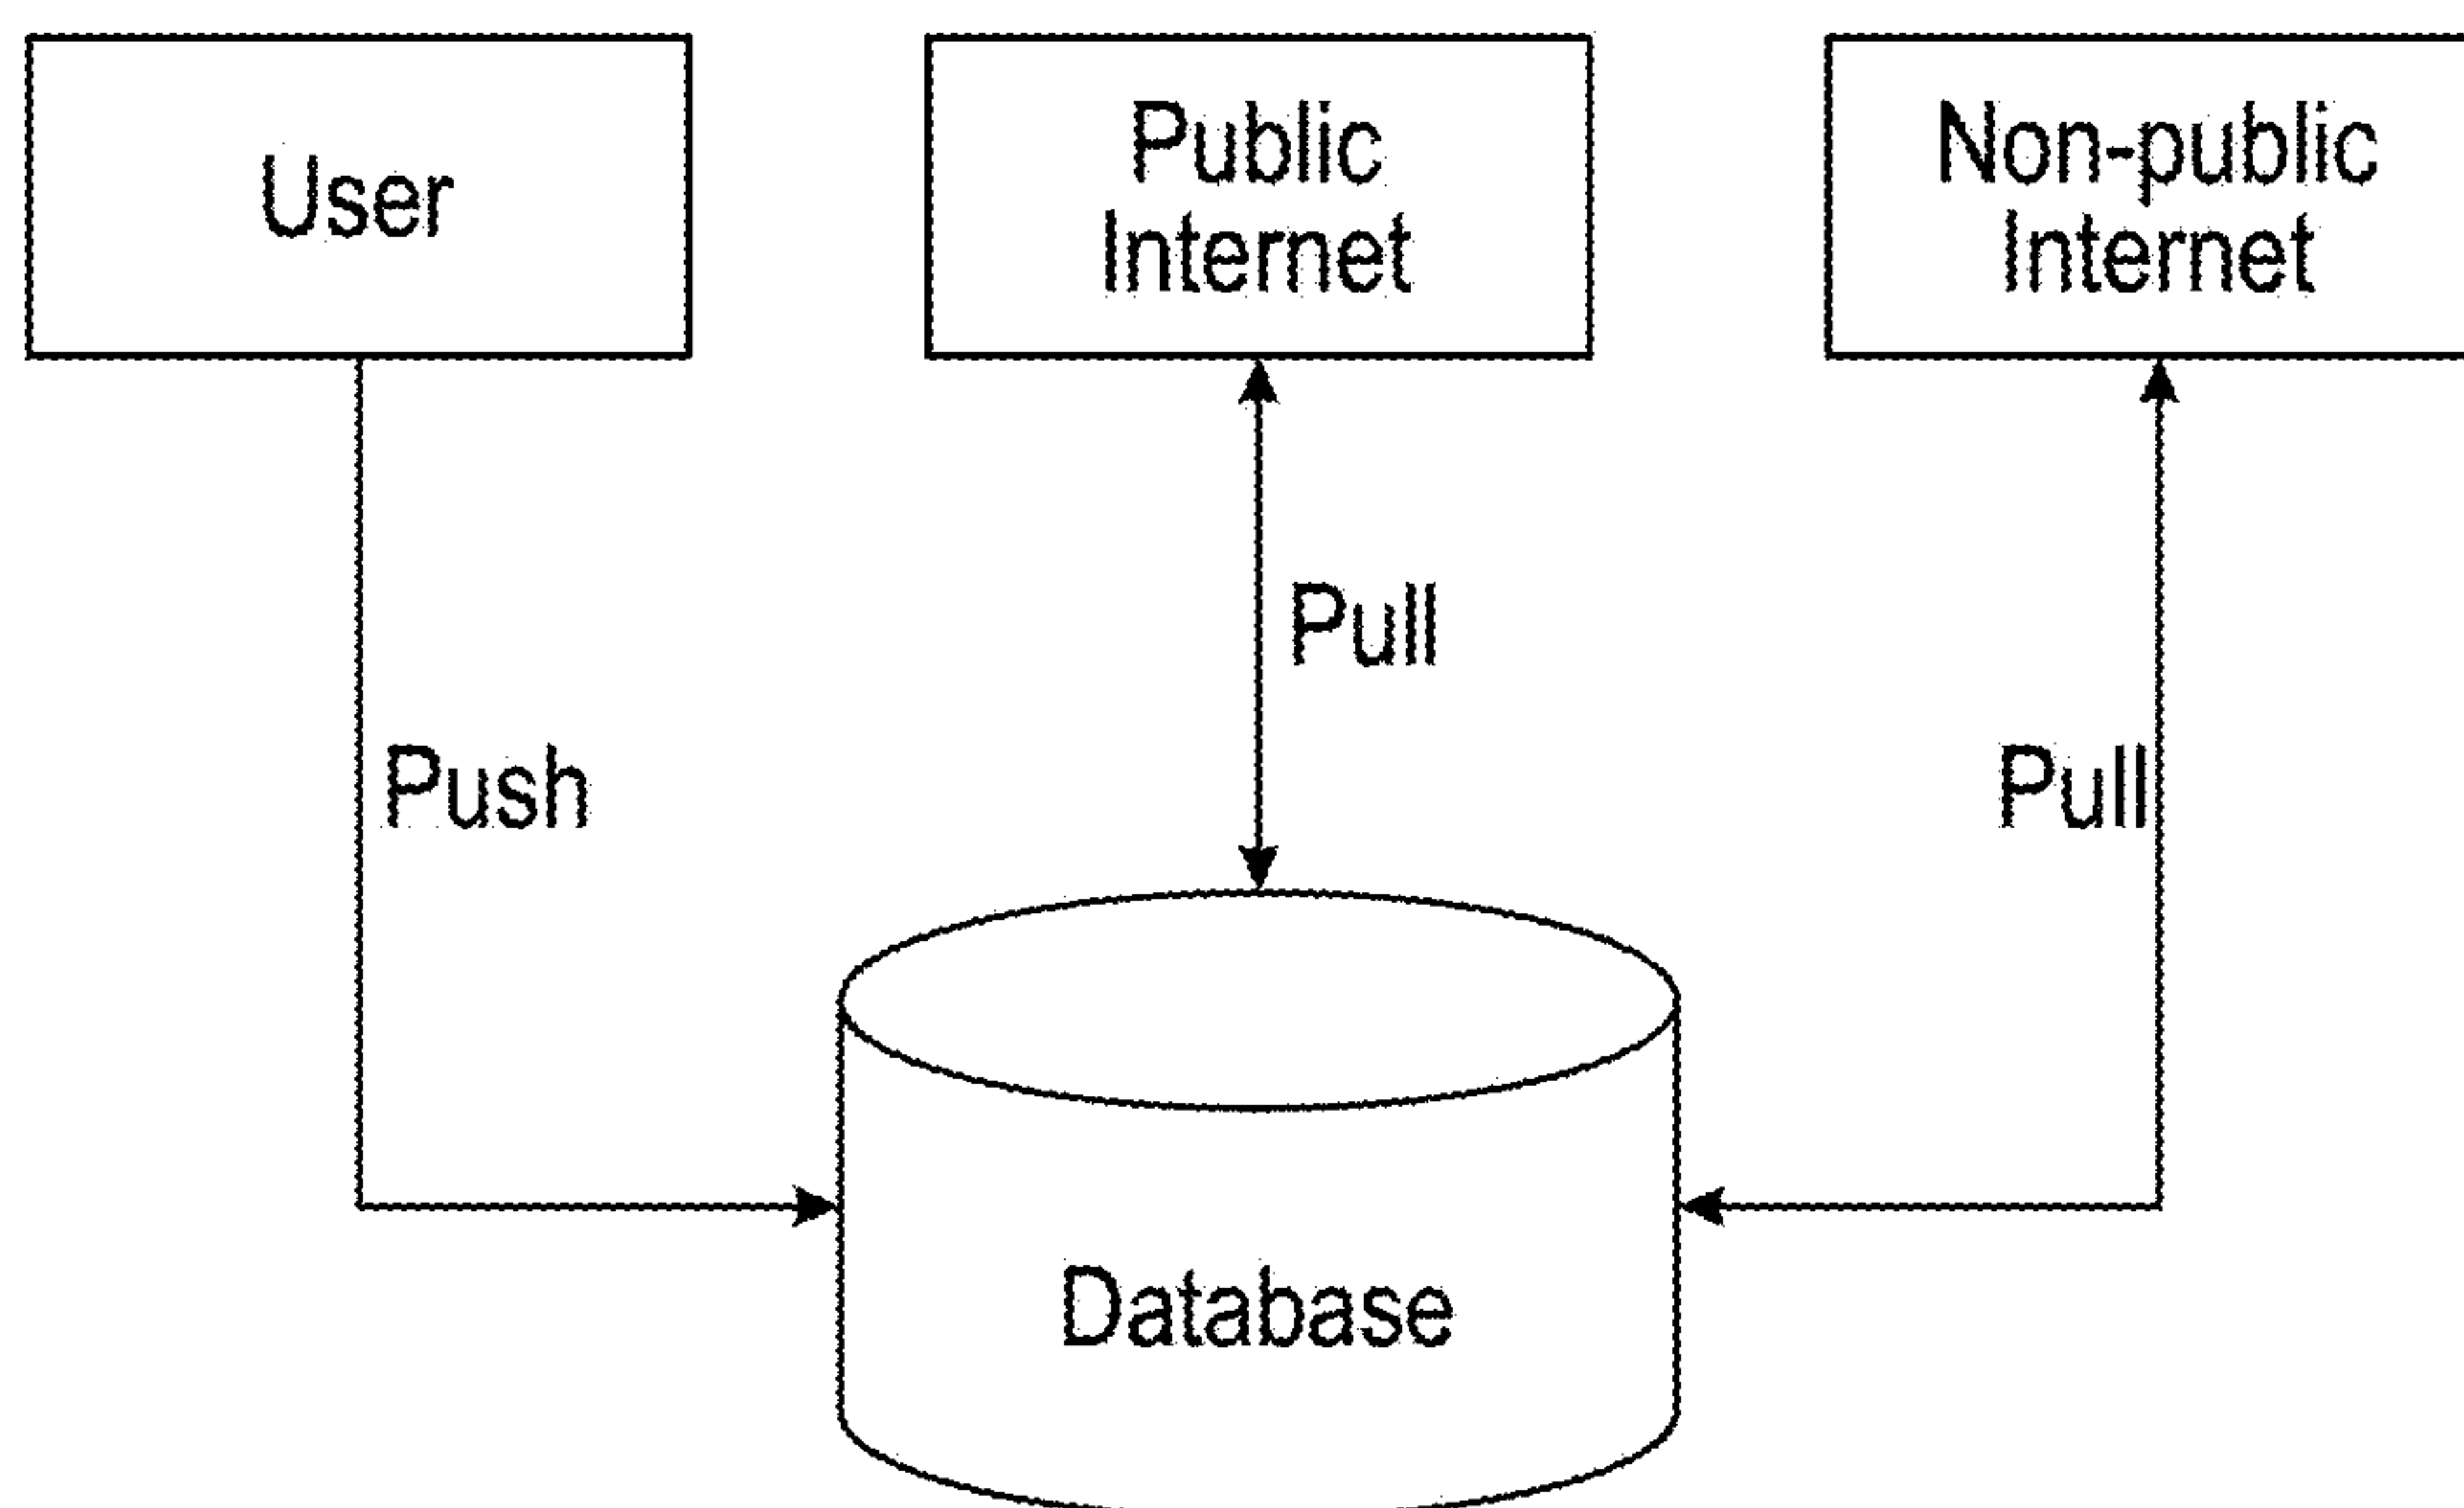 User
Public
Internet
Non-public
Internet
Pull
Push
Pull
Database